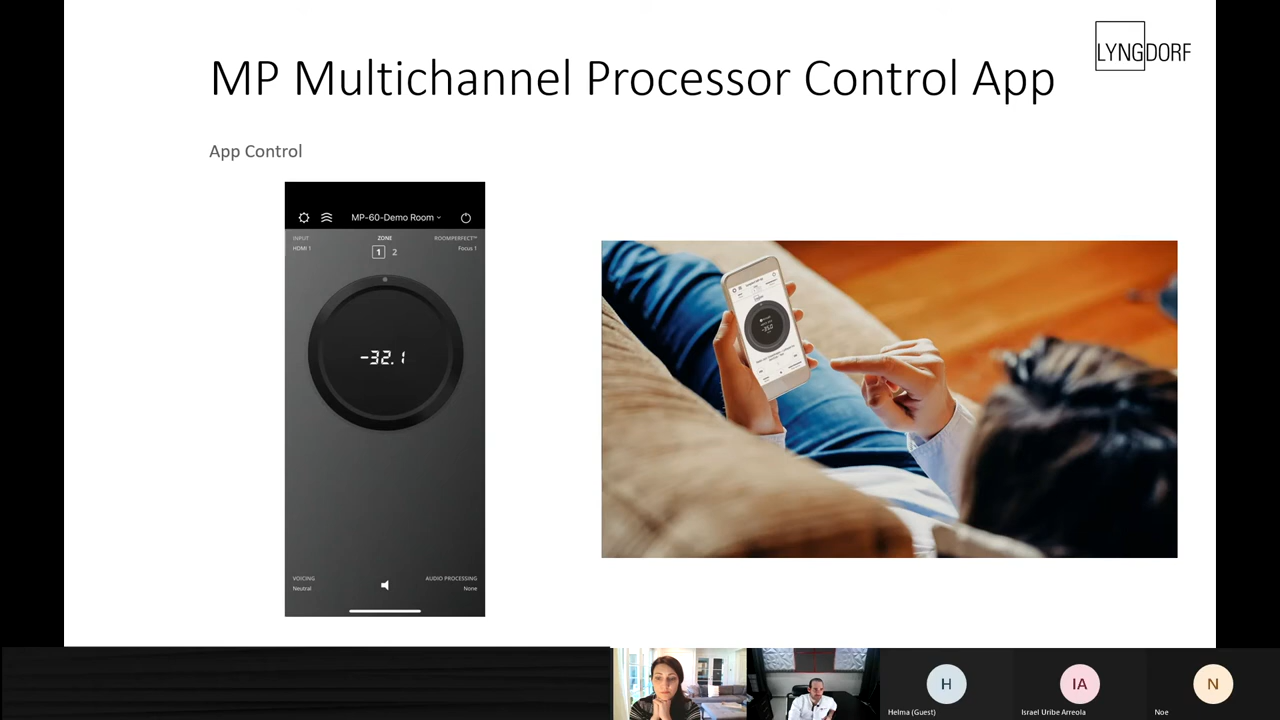 LYNGDORF
MP Multichannel Processor Control App
App Control
MP-60-Demo Room
INPUT
HDMI 1
ZONE
1 2
ROOMPERFECT™
Focus 1
-32.1
VOICING
Neutral
AUDIO PROCESSING
None
H
Helma (Guest)
IA
Israel Uribe Arreola
N
Noe